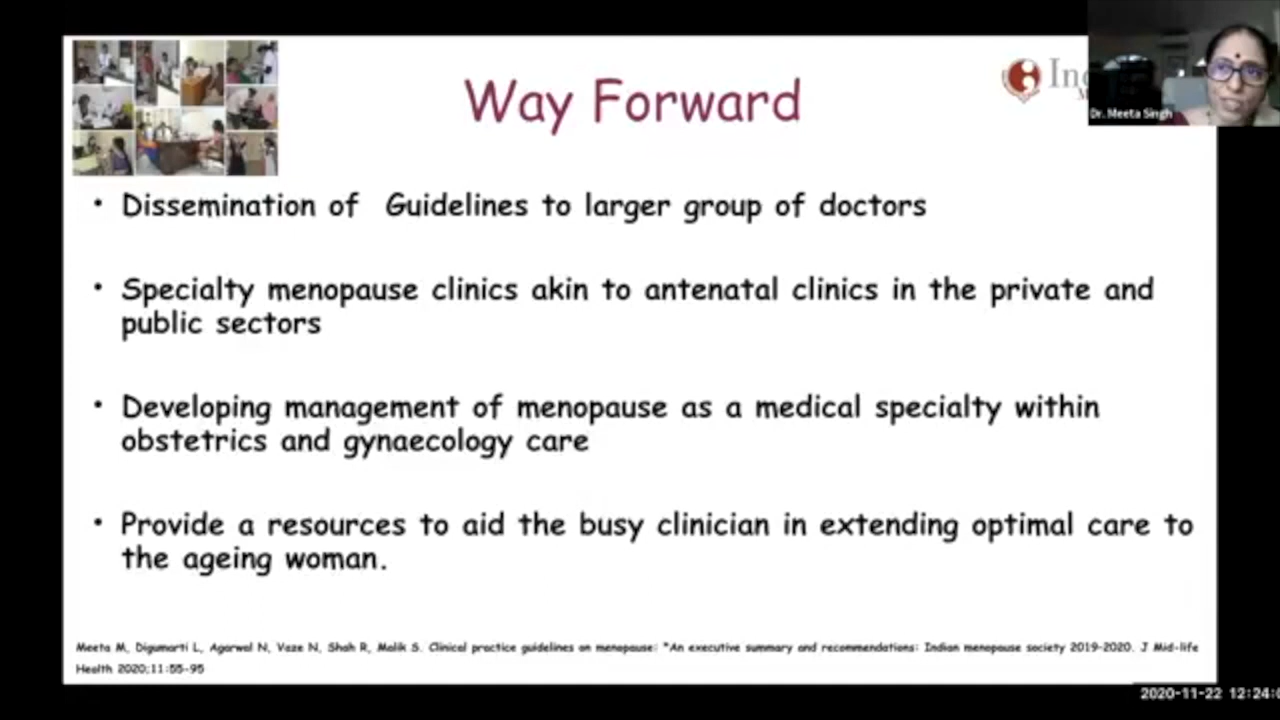 Way Forward
Dr. Meeta Singh
• Dissemination of Guidelines to larger group of doctors
• Specialty menopause clinics akin to antenatal clinics in the private and
public sectors
• Developing management of menopause as a medical specialty within
obstetrics and gynaecology care
• Provide a resources to aid the busy clinician in extending optimal care to
the ageing woman.
Meeta M, Digumarti L, Agarwal N, Vaze N, Shah R, Malik S. Clinical practice guidelines on menopause: *An executive summary and recommendations: Indian menopause society 2019-2020. J Mid-life
Health 2020;11:55-95
2020-11-22 12:24: